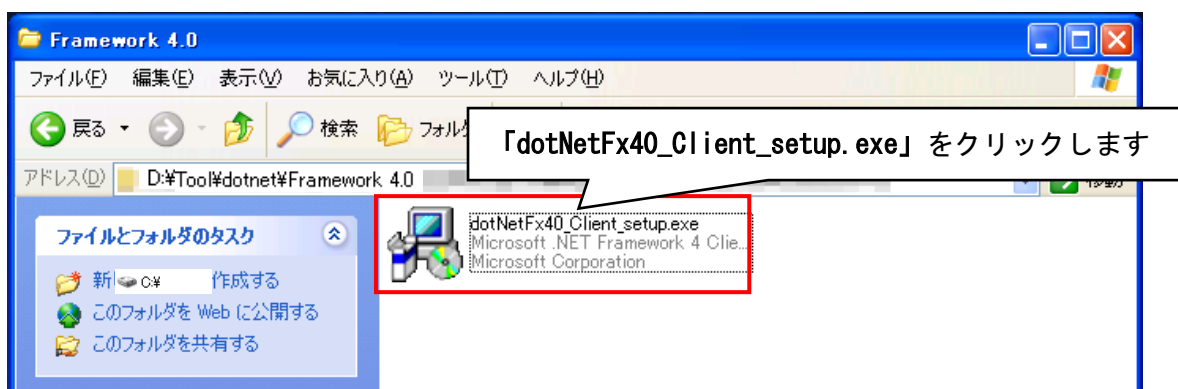 Framework 4.0
ファイル(F) 編集(E) 表示(V) お気に入り(A) ツール(T) ヘルプ(H)
戻る 検索 フォル
「dotNetFx40_Client_setup.exe」をクリックします
アドレス(D) D:¥Tool¥dotnet¥Framework 4.0
ファイルとフォルダのタスク
新 C:¥ 作成する
このフォルダを Web に公開する
このフォルダを共有する
dotNetFx40_Client_setup.exe
Microsoft .NET Framework 4 Clie...
Microsoft Corporation